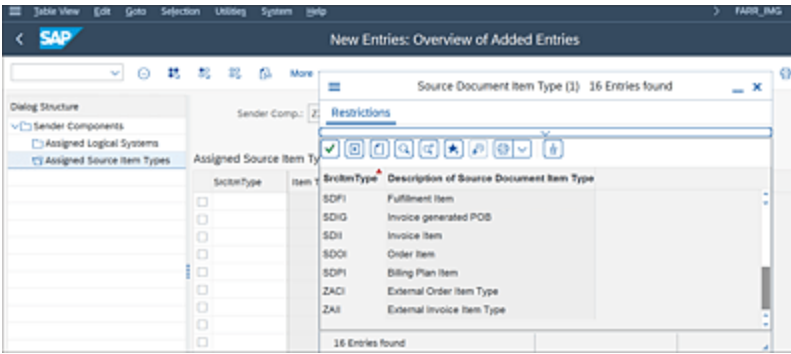 Table View Edit Goto Selection Utilities System Help
FARR_IMG
SAP
New Entries: Overview of Added Entries
More
Source Document Item Type (1) 16 Entries found
Dialog Structure
Sender Components
Assigned Logical Systems
Assigned Source Item Types
Sender Comp.:
Restrictions
Assigned Source Item Ty
SrcItmType Item T
SrcItmType Description of Source Document Item Type
SDFI Fulfillment Item
SDIG Invoice generated POB
SDII Invoice Item
SDOI Order Item
SDPI Billing Plan Item
ZACI External Order Item Type
ZAII External Invoice Item Type
16 Entries found